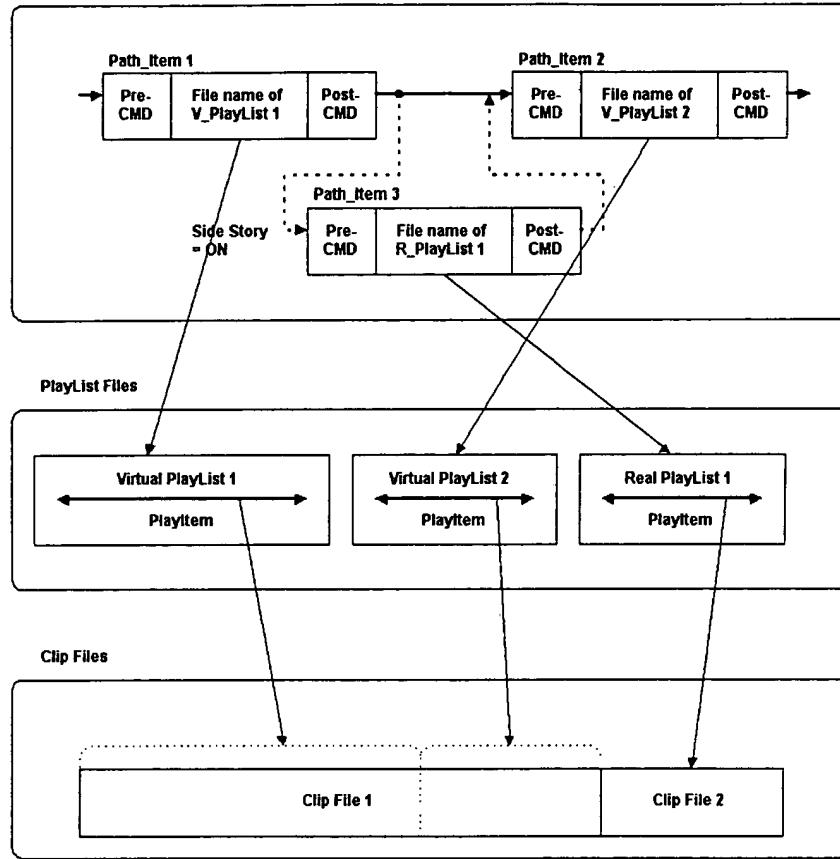 Path_Item 1
Path_Item 2
Pre-
CMD
File name of
V_PlayList 1
Post-
CMD
Pre-
CMD
File name of
V_PlayList 2
Post-
CMD
Path_Item 3
Side Story
= ON
Pre-
CMD
File name of
R_PlayList 1
Post-
CMD
PlayList Files
Virtual PlayList 1
PlayItem
Virtual PlayList 2
PlayItem
Real PlayList 1
PlayItem
Clip Files
Clip File 1
Clip File 2